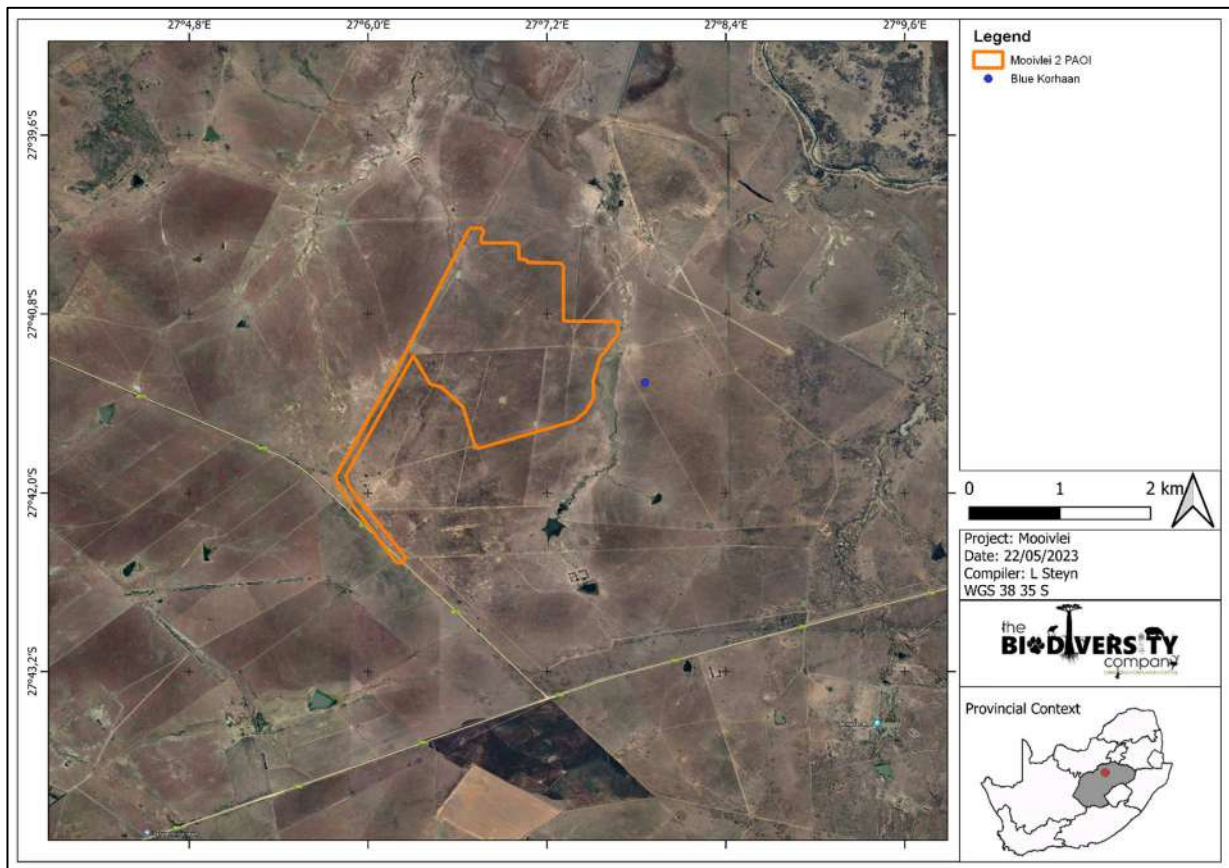 27°4,8'E 27°6,0'E 27°7,2'E 27°8,4'E 27°9,6'E
27°39,6'S
27°40,8'S
27°42,0'S
27°43,2'S
Legend
Mooivlei 2 PAOI
Blue Korhaan
0 1 2 km
Project: Mooivlei
Date: 22/05/2023
Compiler: L Steyn
WGS 38 35 S
the
BIODIVERSITY
company
Provincial Context